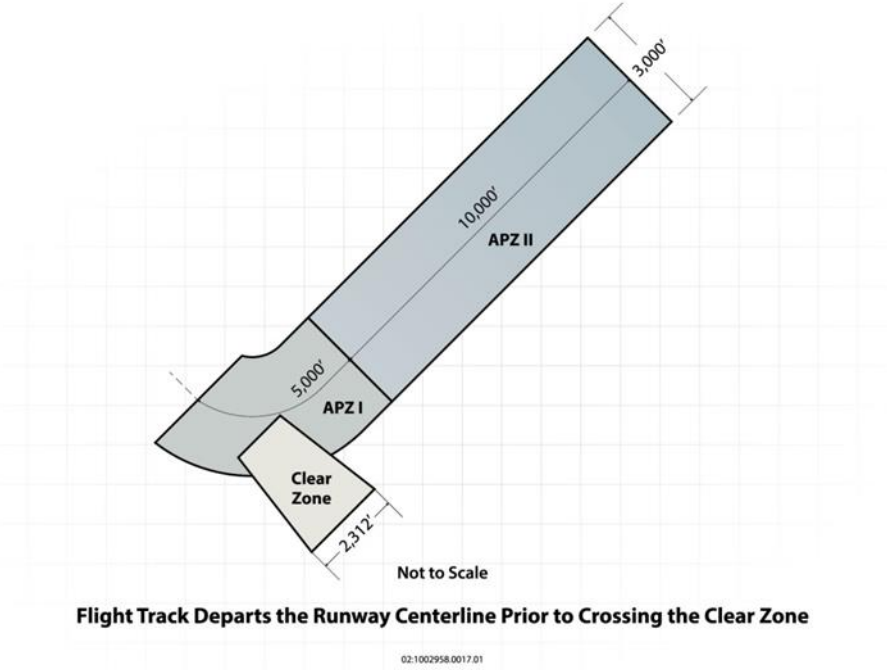 3,000′
10,000′
APZ II
5,000′
APZ I
Clear
Zone
2,312′
Not to Scale
Flight Track Departs the Runway Centerline Prior to Crossing the Clear Zone
02:1002958.0017.01